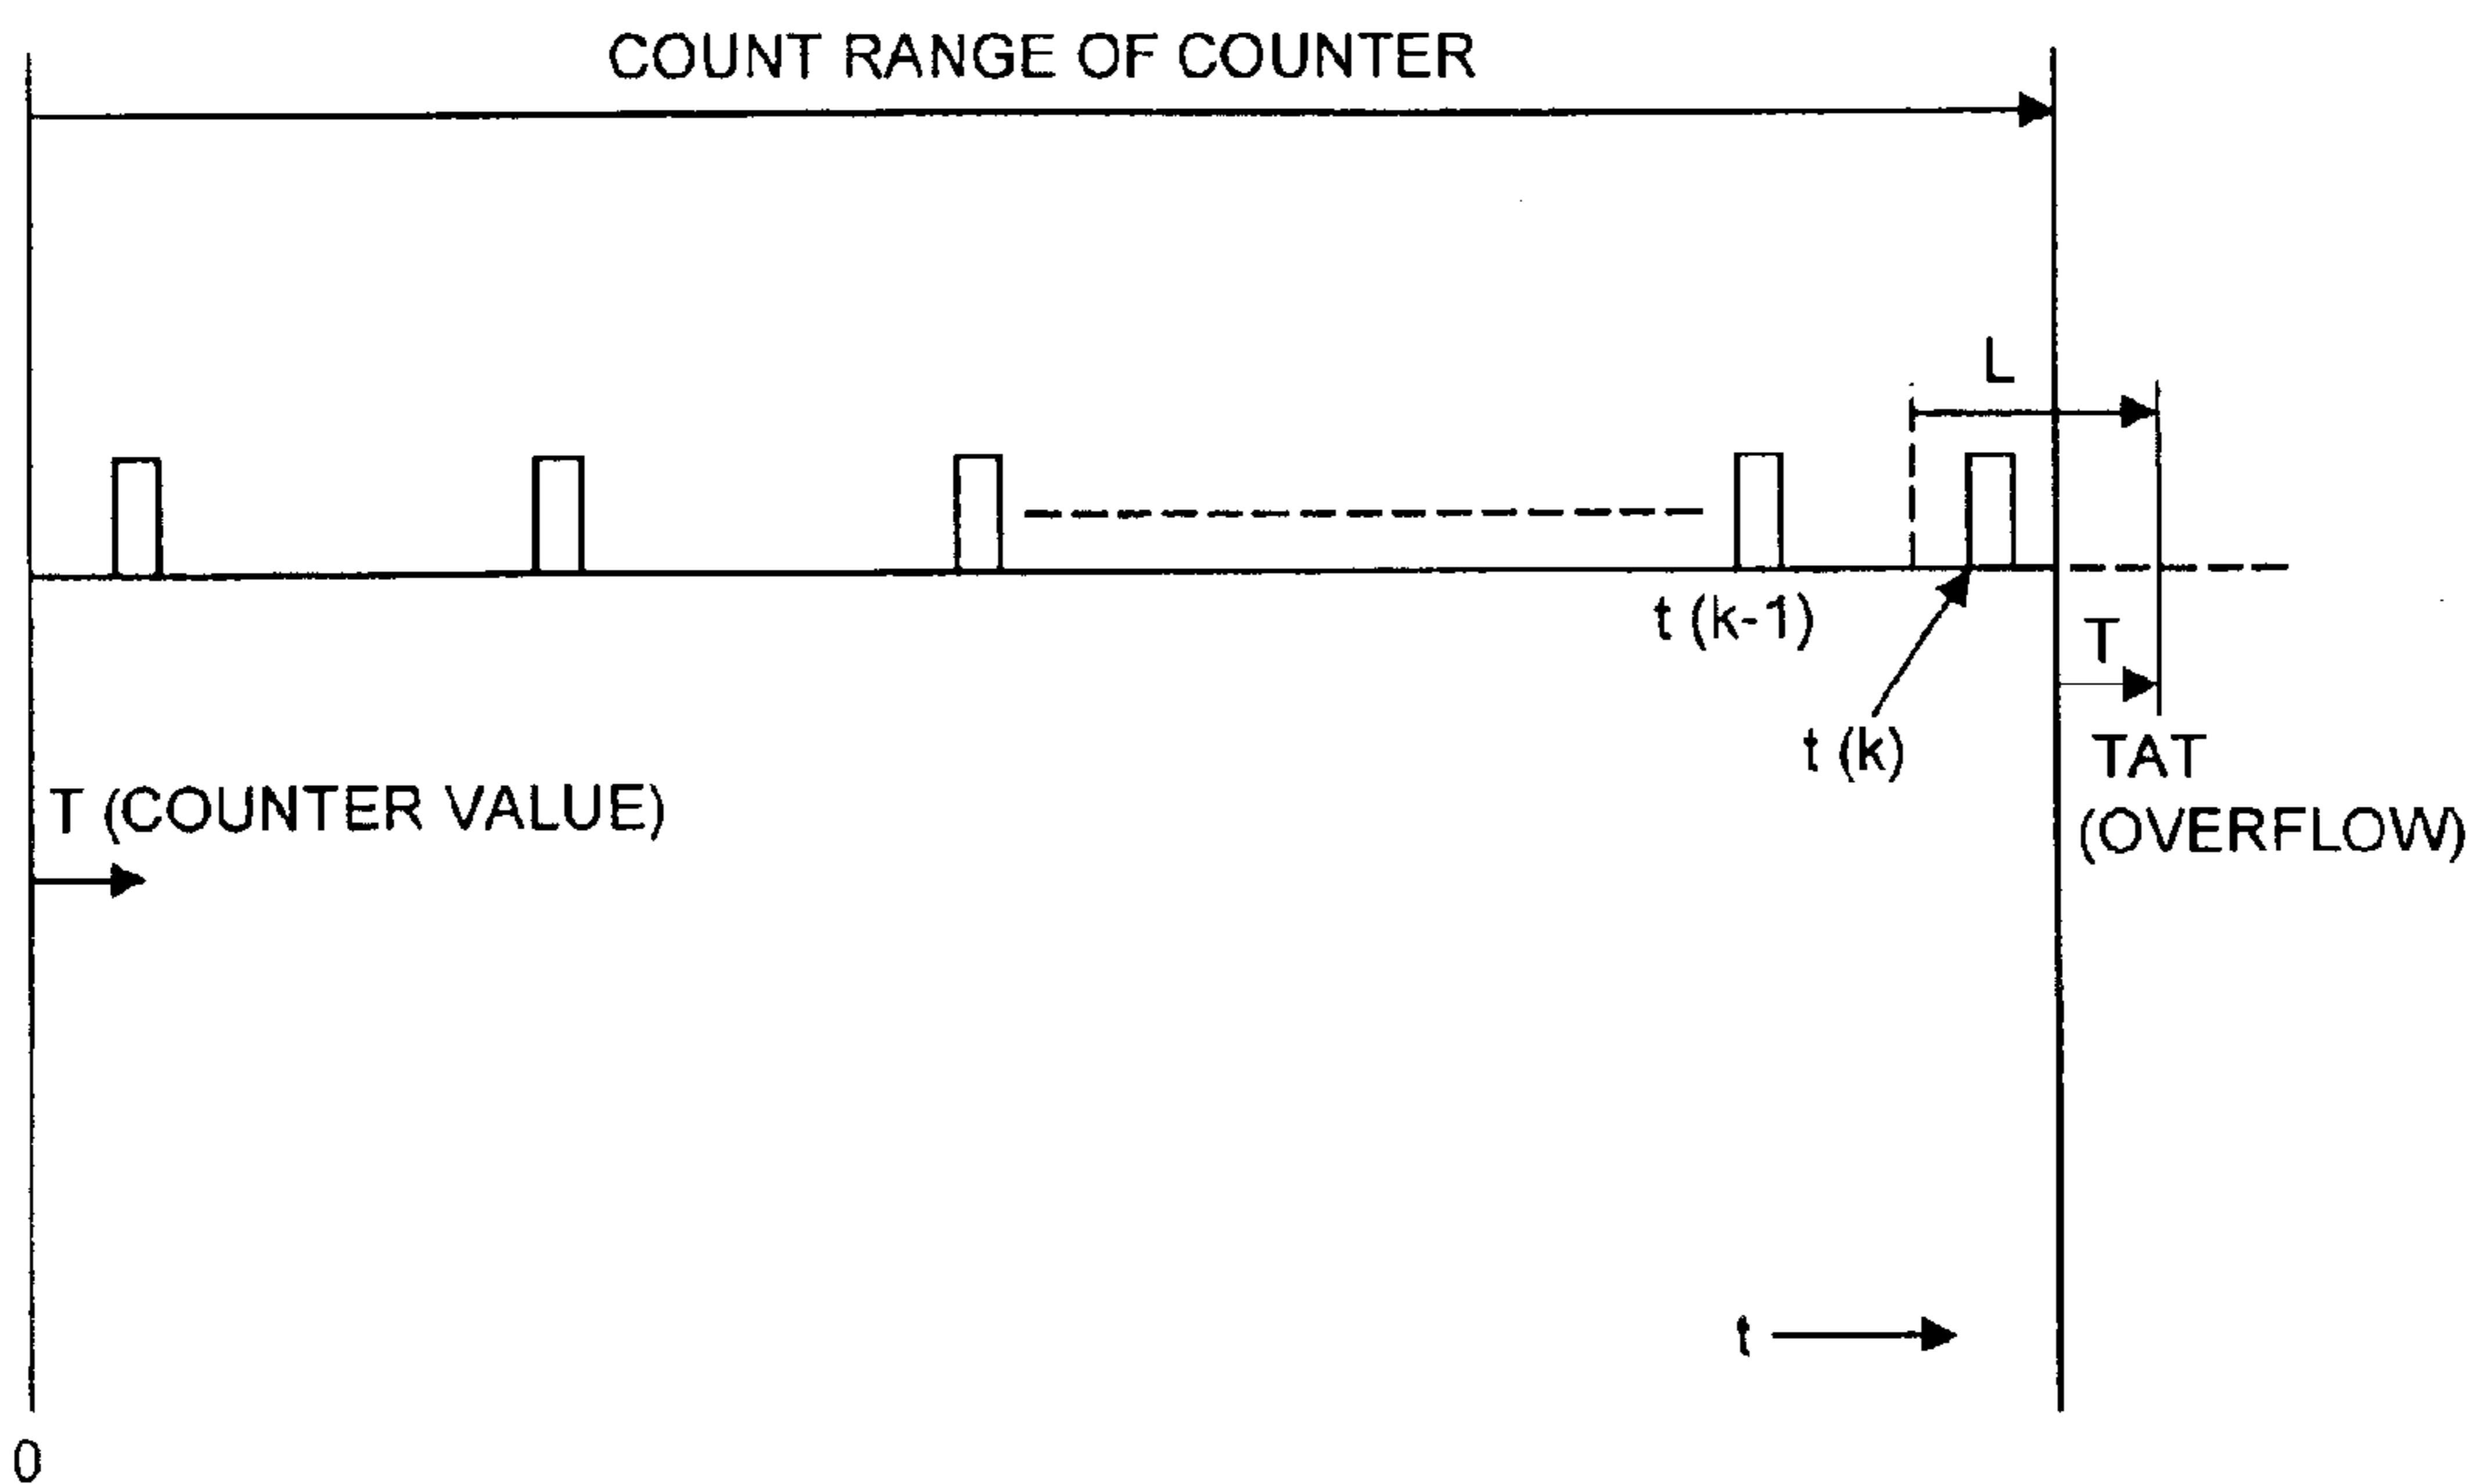 COUNT RANGE OF COUNTER
L
t (k-1)
T
t (k)
TAT
(OVERFLOW)
T (COUNTER VALUE)
t
0